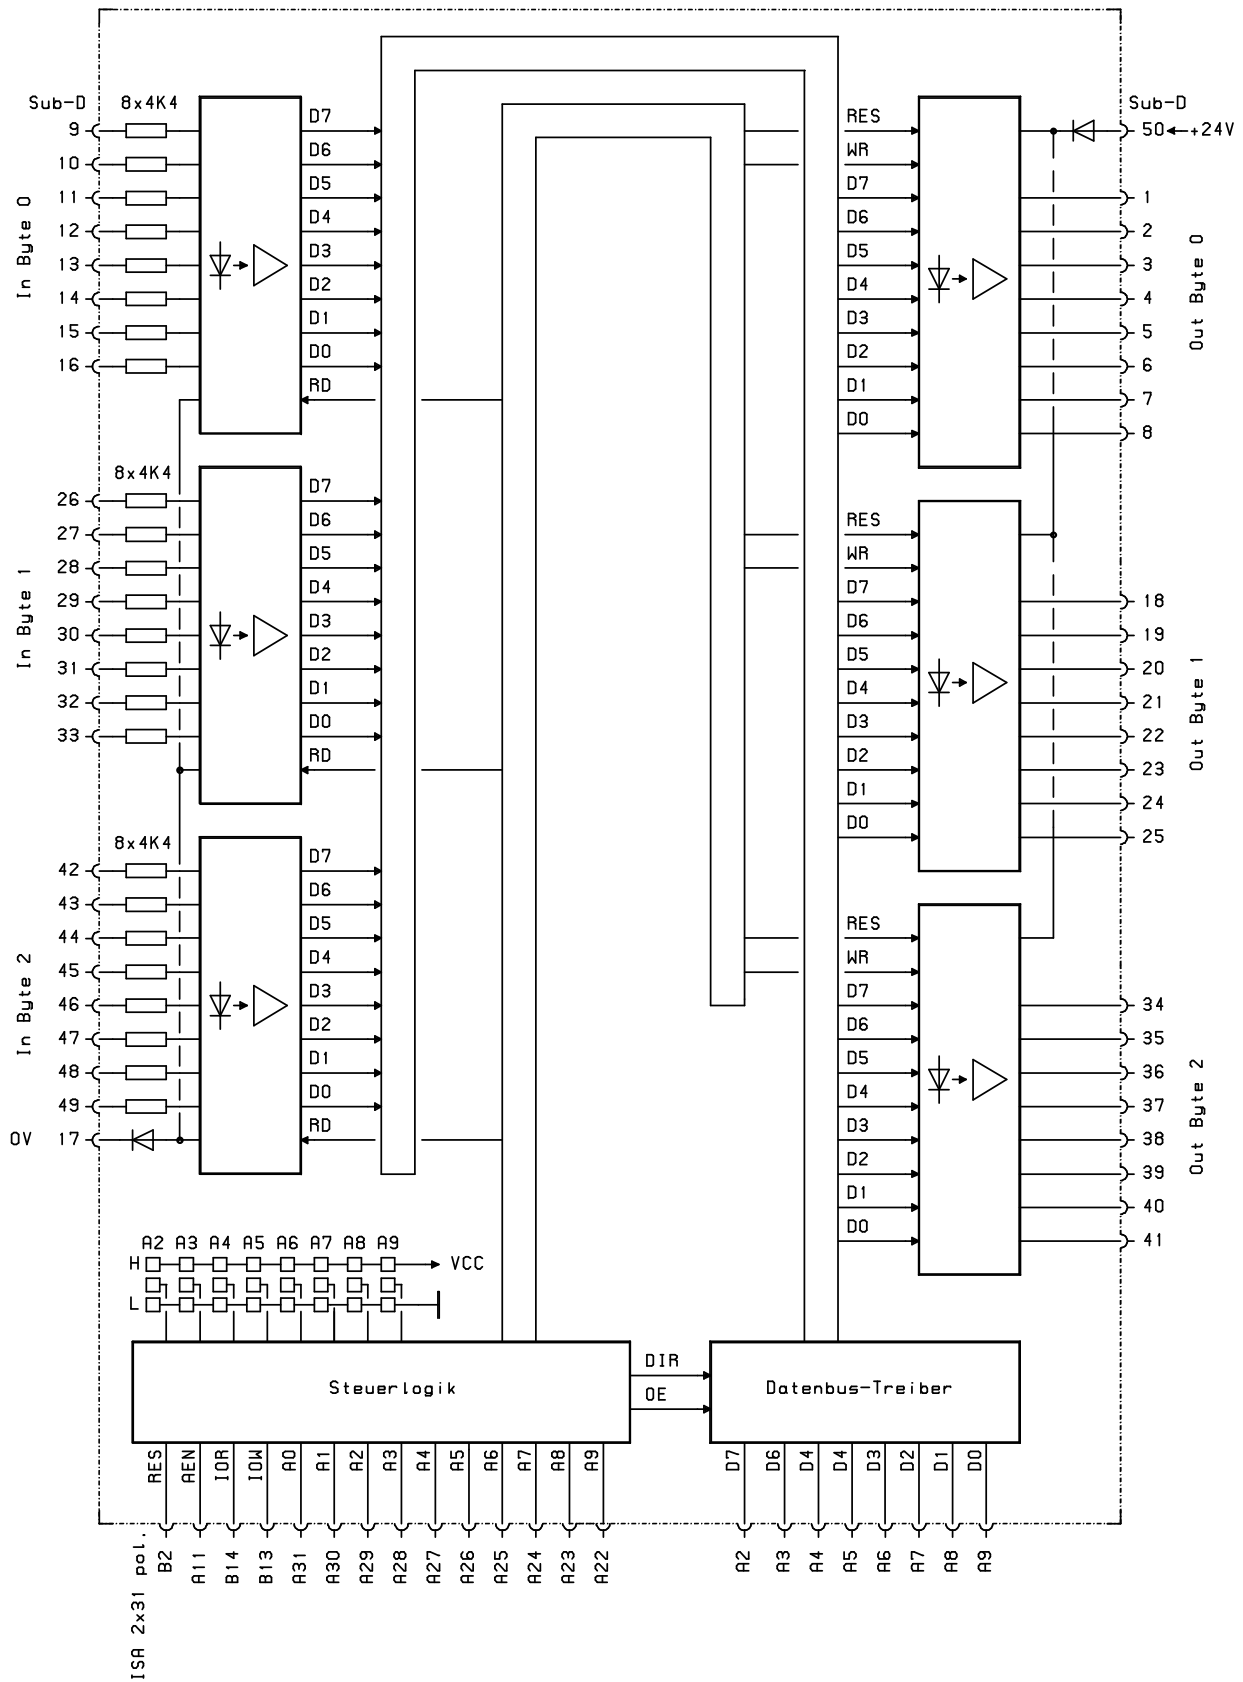 Sub-D 8x4K4
In Byte 0
9 D7
10 D6
11 D5
12 D4
13 D3
14 D2
15 D1
16 D0
RD
8x4K4
In Byte 1
26 D7
27 D6
28 D5
29 D4
30 D3
31 D2
32 D1
33 D0
RD
8x4K4
In Byte 2
42 D7
43 D6
44 D5
45 D4
46 D3
47 D2
48 D1
49 D0
0V 17 RD
Sub-D
RES 50 +24V
WR
D7 1
D6 2
D5 3
D4 4
D3 5
D2 6
D1 7
D0 8
Out Byte 0
RES
WR
D7 18
D6 19
D5 20
D4 21
D3 22
D2 23
D1 24
D0 25
Out Byte 1
RES
WR
D7 34
D6 35
D5 36
D4 37
D3 38
D2 39
D1 40
D0 41
Out Byte 2
A2 A3 A4 A5 A6 A7 A8 A9
H VCC
L
Steuerlogik
DIR
OE
Datenbus-Treiber
RES AEN IOR IOW A0 A1 A2 A3 A4 A5 A6 A7 A8 A9
D7 D6 D4 D4 D3 D2 D1 D0
ISA 2x31 pol.
B2 A11 B14 B13 A31 A30 A29 A28 A27 A26 A25 A24 A23 A22
A2 A3 A4 A5 A6 A7 A8 A9